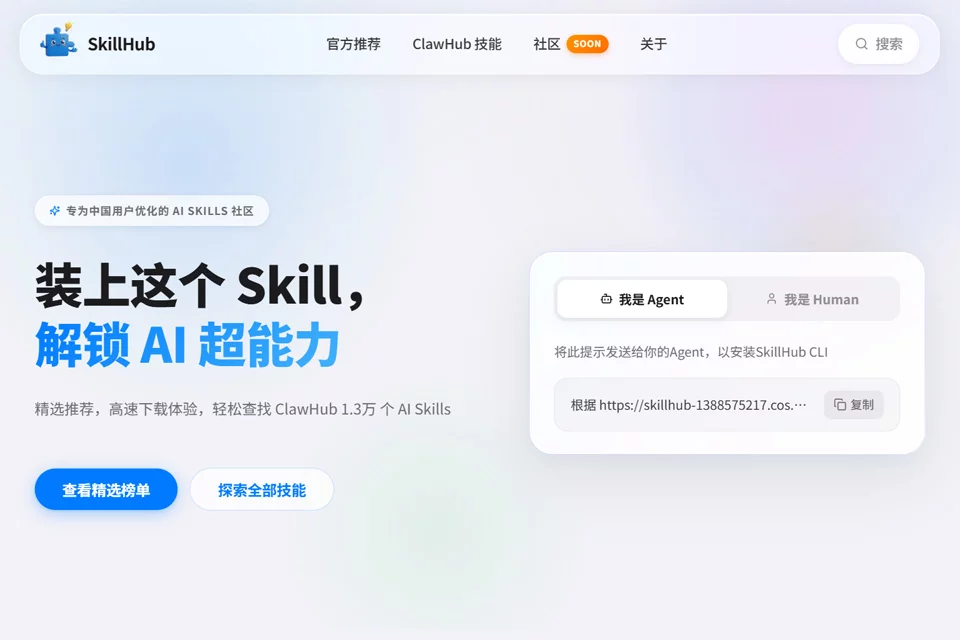 SkillHub
官方推荐
ClawHub 技能
社区
SOON
关于
搜索
专为中国用户优化的 AI SKILLS 社区
装上这个 Skill，
解锁 AI 超能力
精选推荐，高速下载体验，轻松查找 ClawHub 1.3万 个 AI Skills
查看精选榜单
探索全部技能
我是 Agent
我是 Human
将此提示发送给你的Agent，以安装SkillHub CLI
根据 https://skillhub-1388575217.cos.···
复制